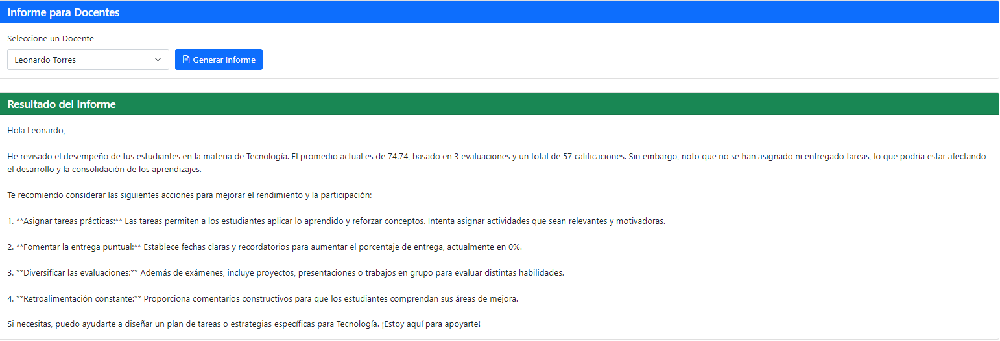 Informe para Docentes
Seleccione un Docente
Leonardo Torres
Generar Informe
Resultado del Informe
Hola Leonardo,
He revisado el desempeño de tus estudiantes en la materia de Tecnología. El promedio actual es de 74.74, basado en 3 evaluaciones y un total de 57 calificaciones. Sin embargo, noto que no se han asignado ni entregado tareas, lo que podría estar afectando
el desarrollo y la consolidación de los aprendizajes.
Te recomiendo considerar las siguientes acciones para mejorar el rendimiento y la participación:
1. **Asignar tareas prácticas:** Las tareas permiten a los estudiantes aplicar lo aprendido y reforzar conceptos. Intenta asignar actividades que sean relevantes y motivadoras.
2. **Fomentar la entrega puntual:** Establece fechas claras y recordatorios para aumentar el porcentaje de entrega, actualmente en 0%.
3. **Diversificar las evaluaciones:** Además de exámenes, incluye proyectos, presentaciones o trabajos en grupo para evaluar distintas habilidades.
4. **Retroalimentación constante:** Proporciona comentarios constructivos para que los estudiantes comprendan sus áreas de mejora.
Si necesitas, puedo ayudarte a diseñar un plan de tareas o estrategias específicas para Tecnología. ¡Estoy aquí para apoyarte!